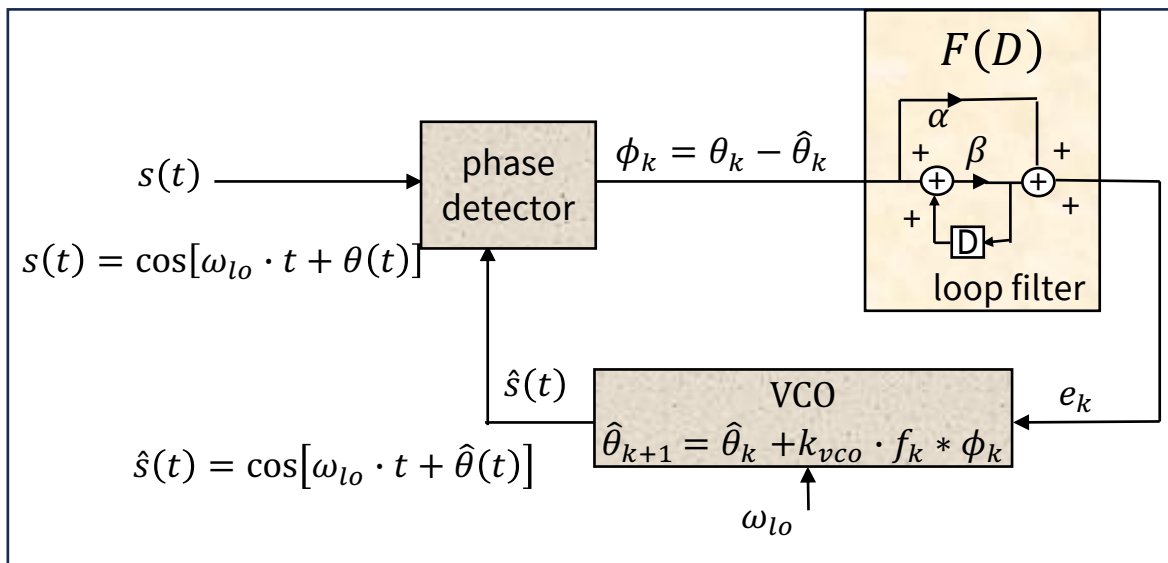 F(D)
α
+
β
+
+
+
+
+
D
loop filter
s(t)
phase
detector
ϕ_k = θ_k − θ̂_k
s(t) = cos[ω_lo · t + θ(t)]
ŝ(t)
VCO
θ̂_{k+1} = θ̂_k +k_vco · f_k * ϕ_k
e_k
ŝ(t) = cos[ω_lo · t + θ̂(t)]
ω_lo